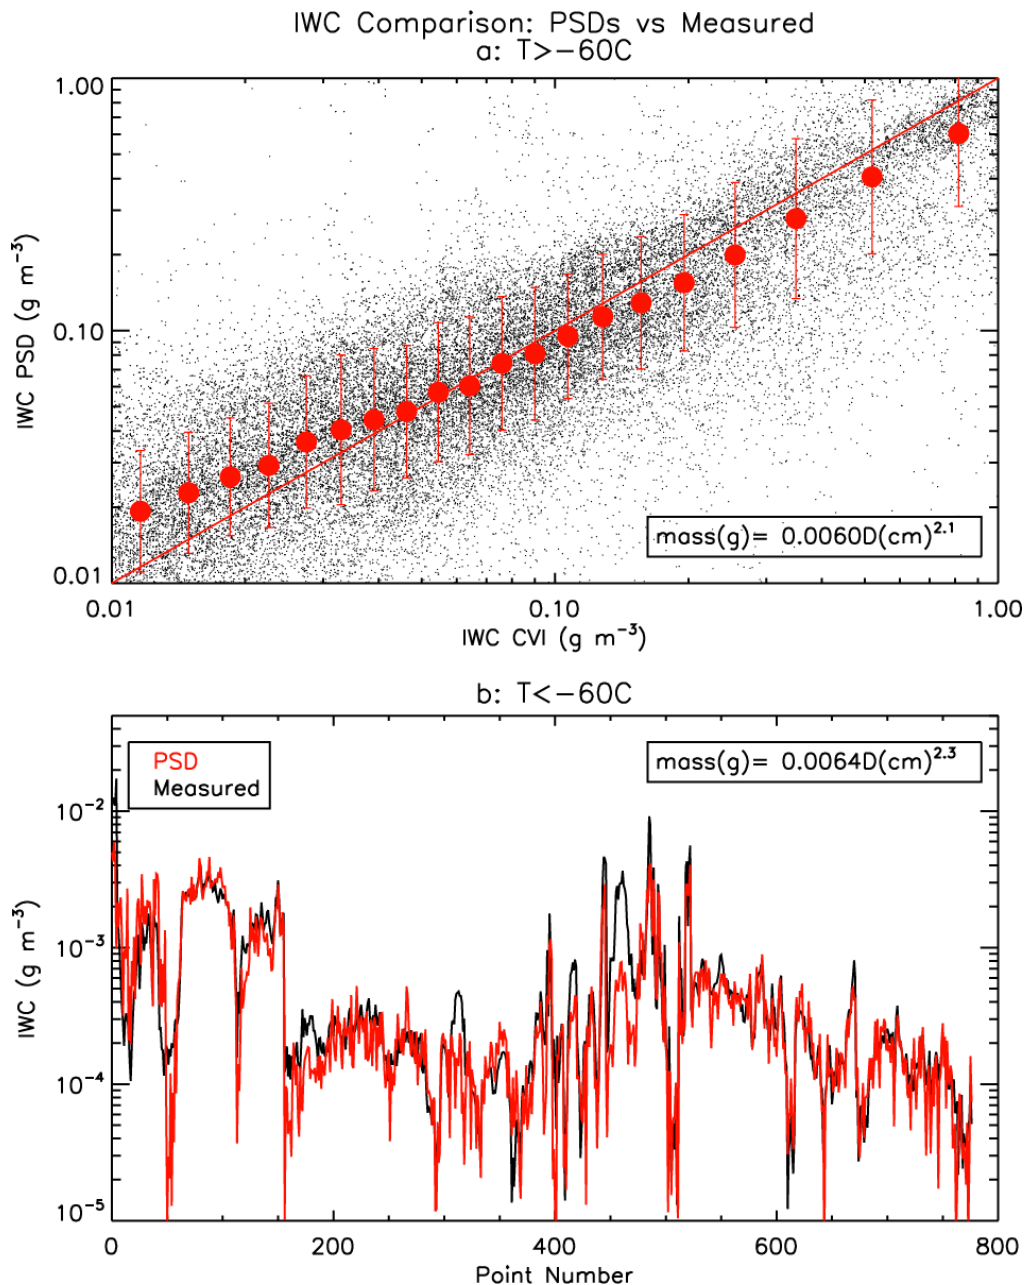 IWC Comparison: PSDs vs Measured
a: T>−60C
1.00
0.10
0.01
IWC PSD (g m⁻³)
mass(g)= 0.0060D(cm)²·¹
0.01 0.10 1.00
IWC CVI (g m⁻³)
b: T<−60C
PSD
Measured
mass(g)= 0.0064D(cm)²·³
10⁻²
10⁻³
10⁻⁴
10⁻⁵
IWC (g m⁻³)
0 200 400 600 800
Point Number